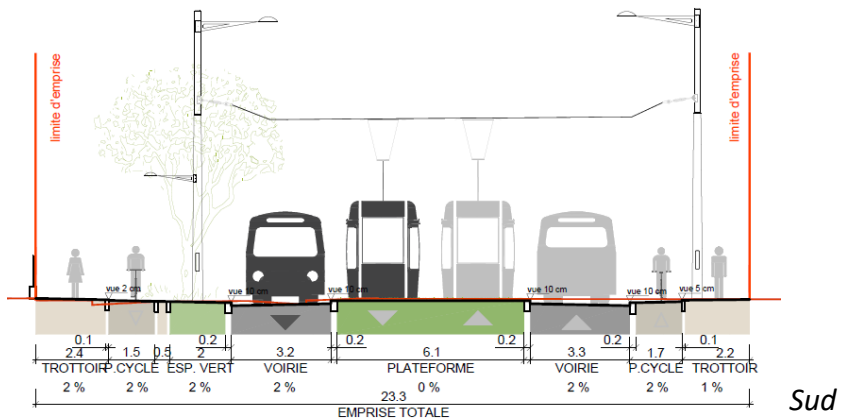 limite d'emprise
limite d'emprise
vue 2 cm
vue 10 cm
vue 10 cm
vue 10 cm
vue 10 cm
vue 5 cm
0.1 0.2 0.2 0.2 0.2 0.1
2.4 1.5 0.5 2 3.2 6.1 3.3 1.7 2.2
TROTTOIR P.CYCLE ESP. VERT VOIRIE PLATEFORME VOIRIE P.CYCLE TROTTOIR
2 % 2 % 2 % 2 % 0 % 2 % 2 % 1 %
23.3
EMPRISE TOTALE
Sud